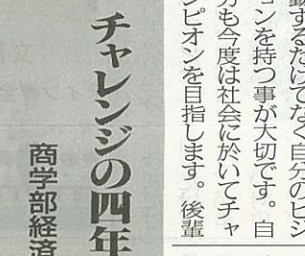 動するだけでなく自分のビジ
ョンを持つ事が大切です。自
分も今度は社会に於いてチャ
ンピオンを目指します。後輩
チャレンジの四年
商学部経済